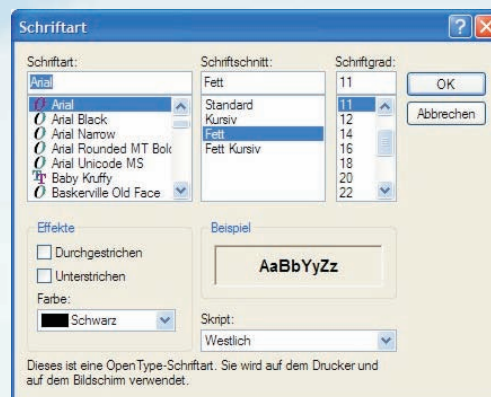 Schriftart
Schriftart:
Schriftschnitt:
Schriftgrad:
Arial
Fett
11
OK
Abbrechen
Arial
Arial Black
Arial Narrow
Arial Rounded MT Bold
Arial Unicode MS
Baby Kruffy
Baskerville Old Face
Standard
Kursiv
Fett
Fett Kursiv
11
12
14
16
18
20
22
Effekte
Durchgestrichen
Unterstrichen
Farbe:
Schwarz
Beispiel
AaBbYyZz
Skript:
Westlich
Dieses ist eine OpenType-Schriftart. Sie wird auf dem Drucker und
auf dem Bildschirm verwendet.